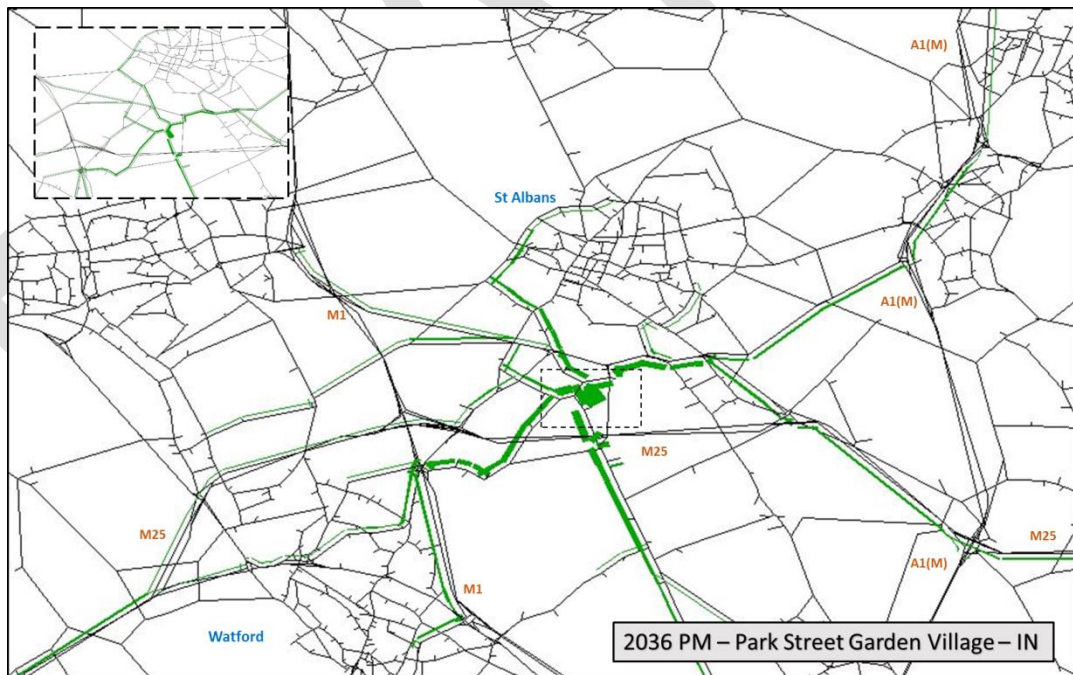 A1(M)
St Albans
M1
A1(M)
M25
M25
M25
A1(M)
M1
Watford
2036 PM – Park Street Garden Village – IN